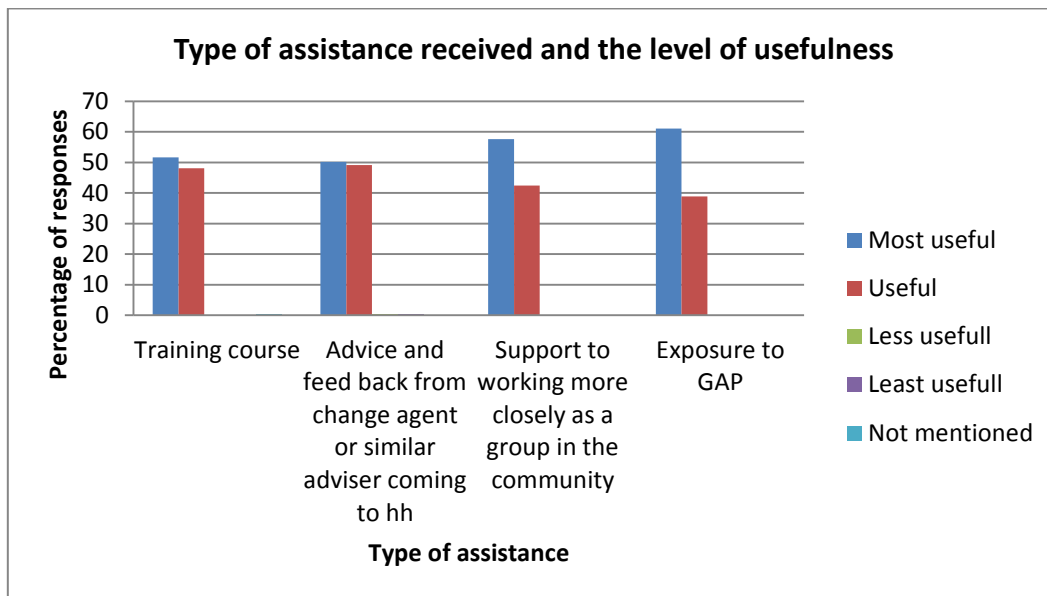 Type of assistance received and the level of usefulness
Percentage of responses
70
60
50
40
30
20
10
0
Training course
Advice and
feed back from
change agent
or similar
adviser coming
to hh
Support to
working more
closely as a
group in the
community
Exposure to
GAP
Type of assistance
Most useful
Useful
Less usefull
Least usefull
Not mentioned